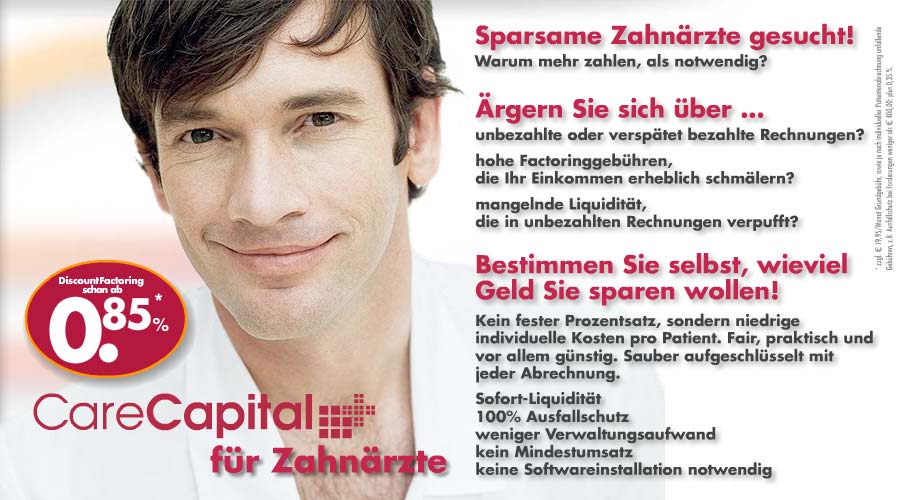 Sparsame Zahnärzte gesucht!
Warum mehr zahlen, als notwendig?
Ärgern Sie sich über ...
unbezahlte oder verspätet bezahlte Rechnungen?
hohe Factoringgebühren,
die Ihr Einkommen erheblich schmälern?
mangelnde Liquidität,
die in unbezahlten Rechnungen verpufft?
Bestimmen Sie selbst, wieviel
Geld Sie sparen wollen!
Kein fester Prozentsatz, sondern niedrige
individuelle Kosten pro Patient. Fair, praktisch und
vor allem günstig. Sauber aufgeschlüsselt mit
jeder Abrechnung.
Sofort-Liquidität
100% Ausfallschutz
weniger Verwaltungsaufwand
kein Mindestumsatz
keine Softwareinstallation notwendig
DiscountFactoring
schon ab
0.85%*
CareCapital
für Zahnärzte
* zzgl. € 19,95/Monat Grundgebühr, sowie je nach individueller Patientenabrechnung anfallende
Gebühren, z.B. Ausfallschutz bei Forderungen weniger als € 400,00: plus 0,35 %.